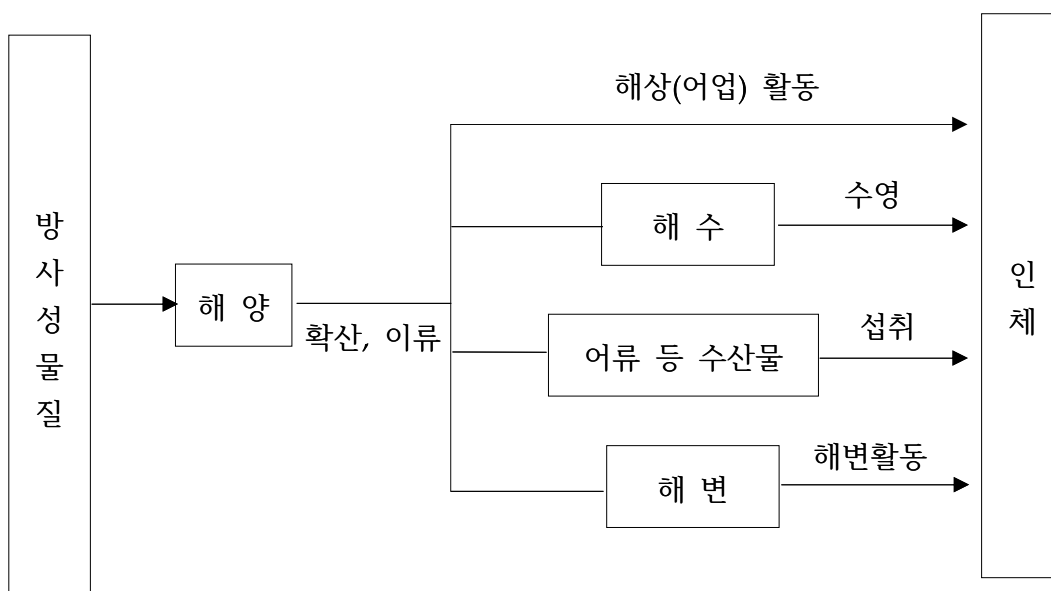 방사성물질
해 양
확산, 이류
해상(어업) 활동
해 수
수영
어류 등 수산물
섭취
해 변
해변활동
인체